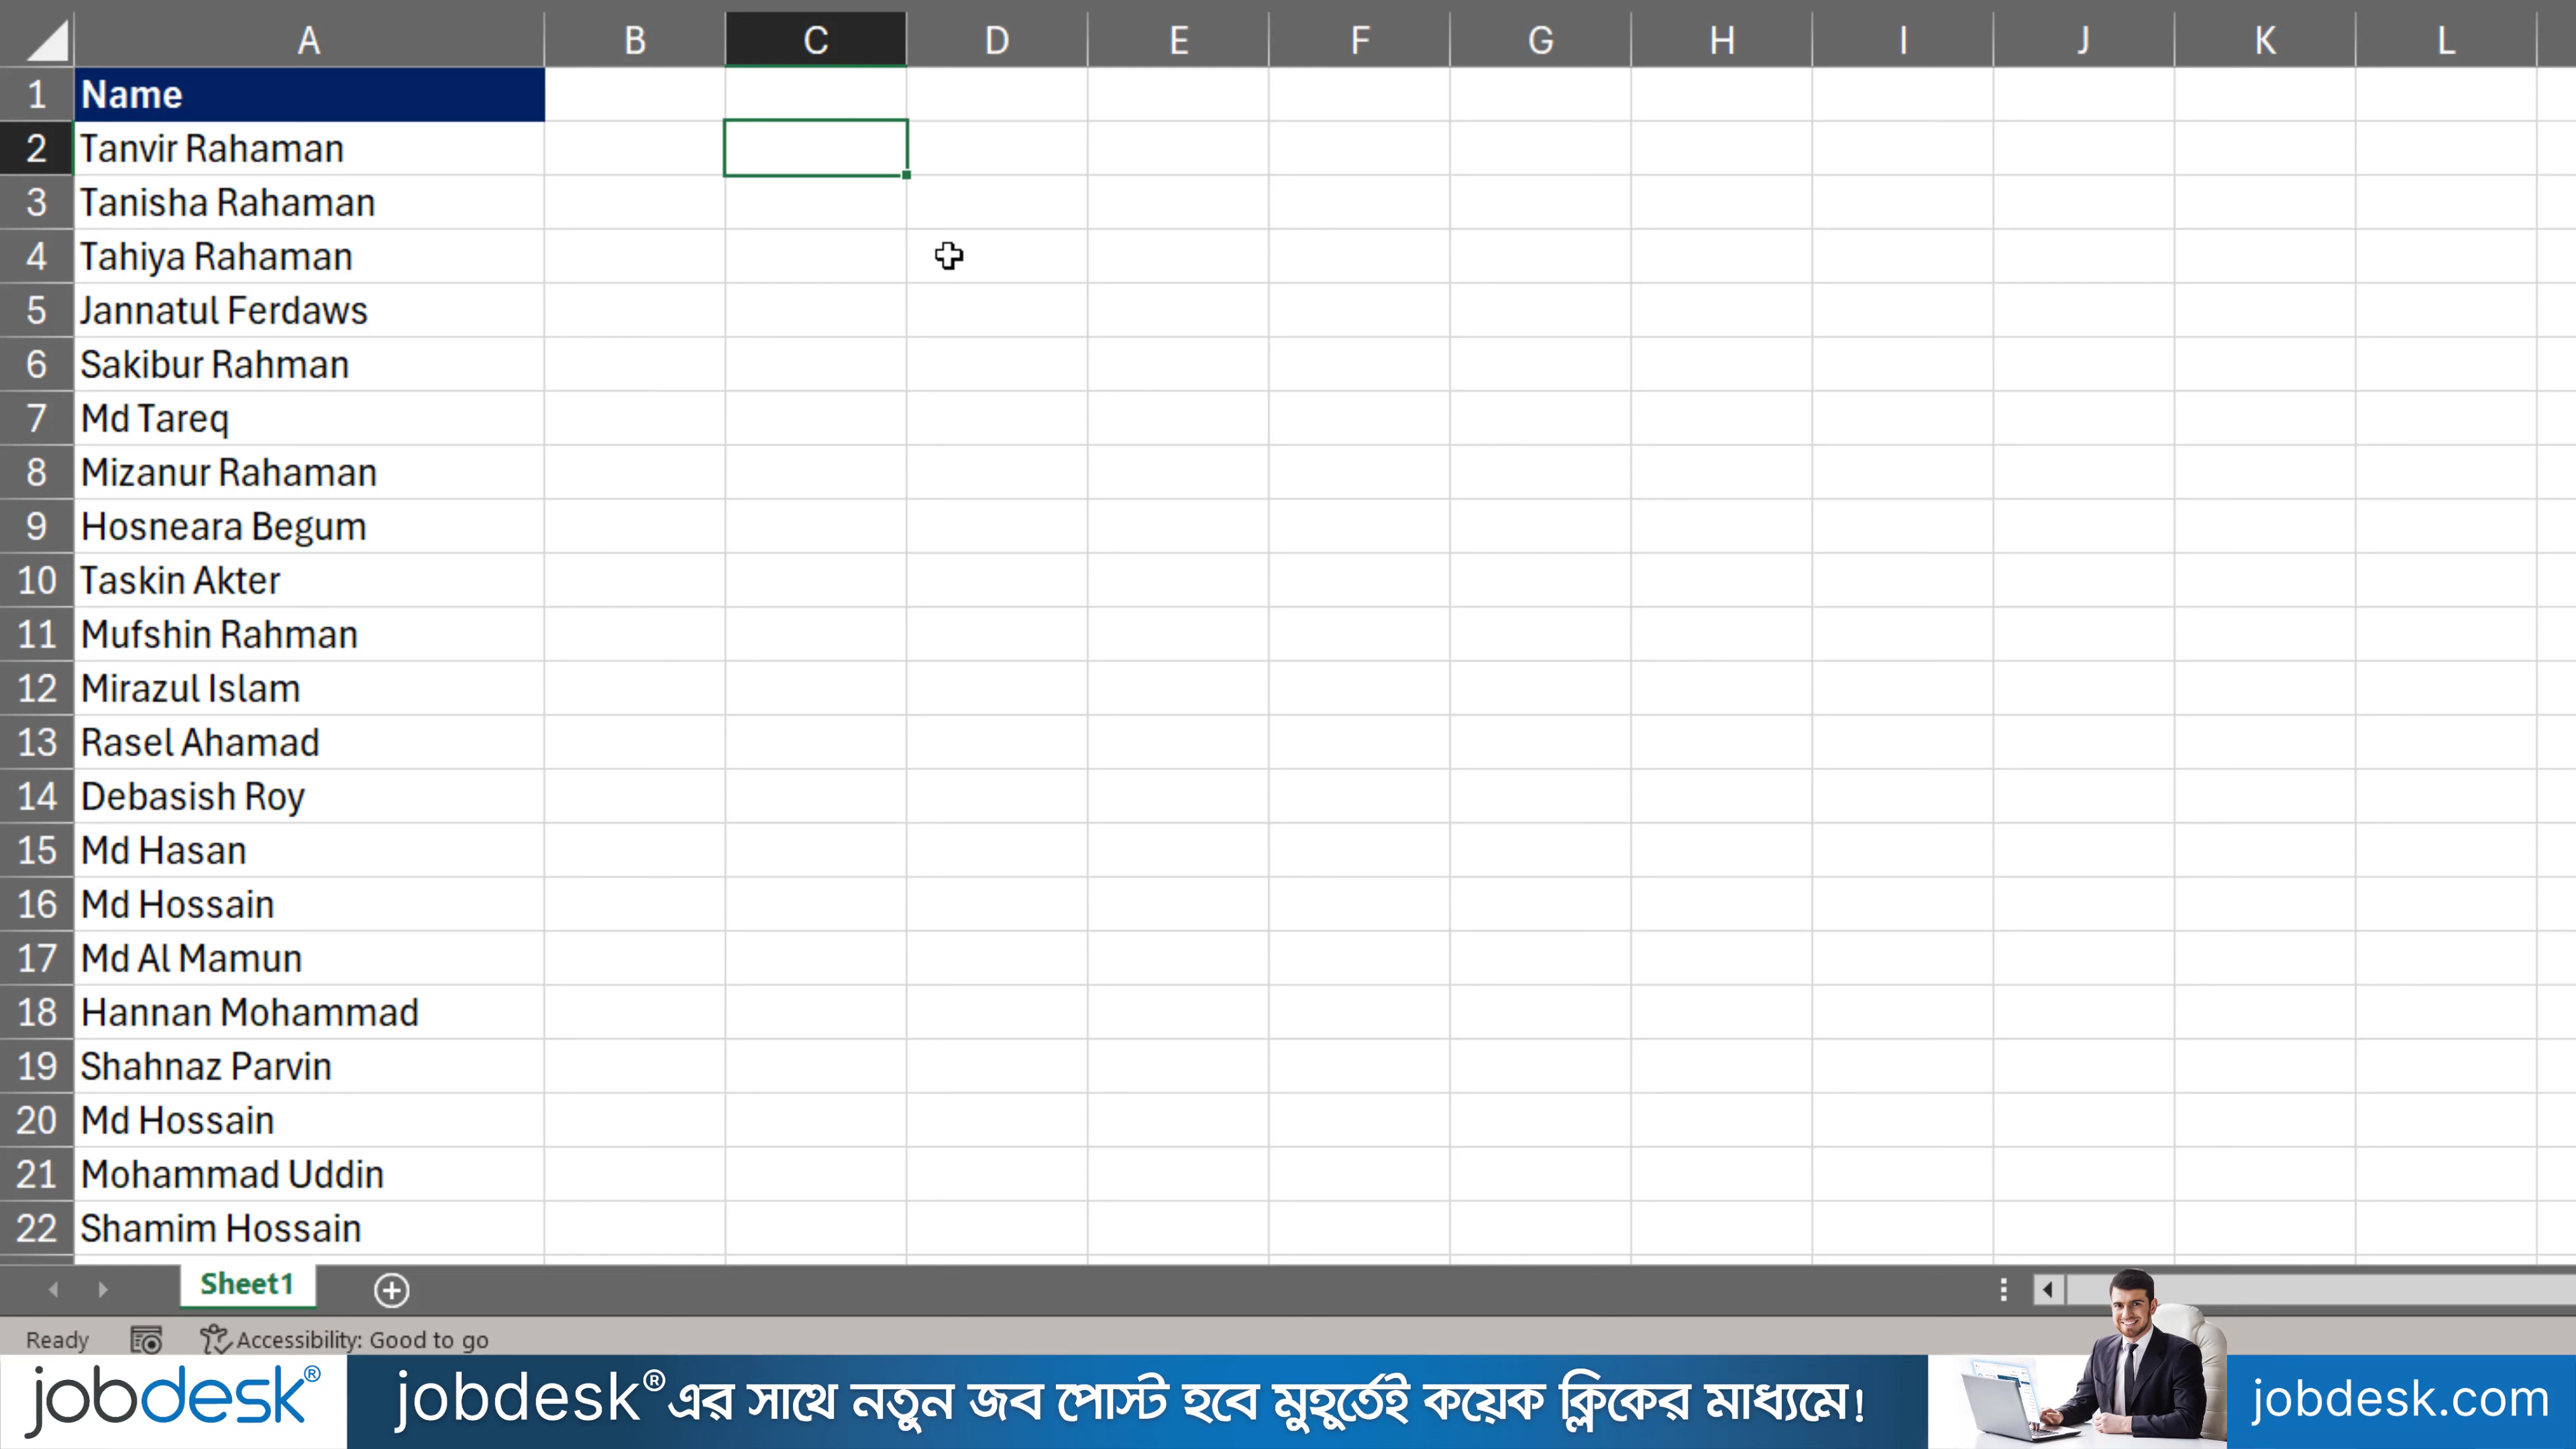 A B C D E F G H I J K L
1 Name
2 Tanvir Rahaman
3 Tanisha Rahaman
4 Tahiya Rahaman
5 Jannatul Ferdaws
6 Sakibur Rahman
7 Md Tareq
8 Mizanur Rahaman
9 Hosneara Begum
10 Taskin Akter
11 Mufshin Rahman
12 Mirazul Islam
13 Rasel Ahamad
14 Debasish Roy
15 Md Hasan
16 Md Hossain
17 Md Al Mamun
18 Hannan Mohammad
19 Shahnaz Parvin
20 Md Hossain
21 Mohammad Uddin
22 Shamim Hossain
Sheet1
Ready Accessibility: Good to go
jobdesk® jobdesk® এর সাথে নতুন জব পোস্ট হবে মুহূর্তেই কয়েক ক্লিকের মাধ্যমে! jobdesk.com